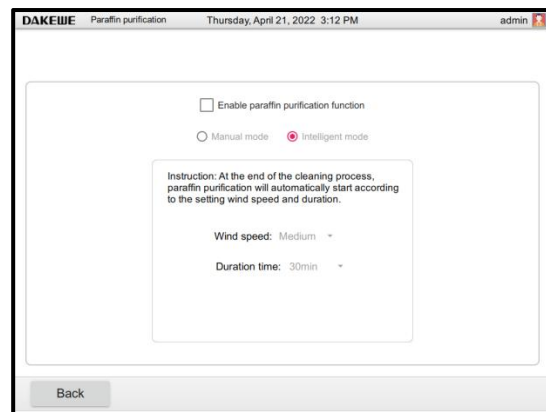 DAKEWE Paraffin purification Thursday, April 21, 2022 3:12 PM admin
Enable paraffin purification function
Manual mode Intelligent mode
Instruction: At the end of the cleaning process,
paraffin purification will automatically start according
to the setting wind speed and duration.
Wind speed: Medium
Duration time: 30min
Back